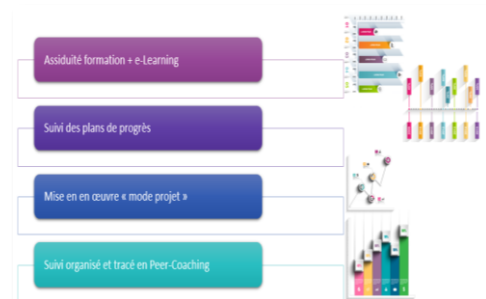 Assiduité formation + e-Learning
Suivi des plans de progrès
Mise en en œuvre « mode projet »
Suivi organisé et tracé en Peer-Coaching